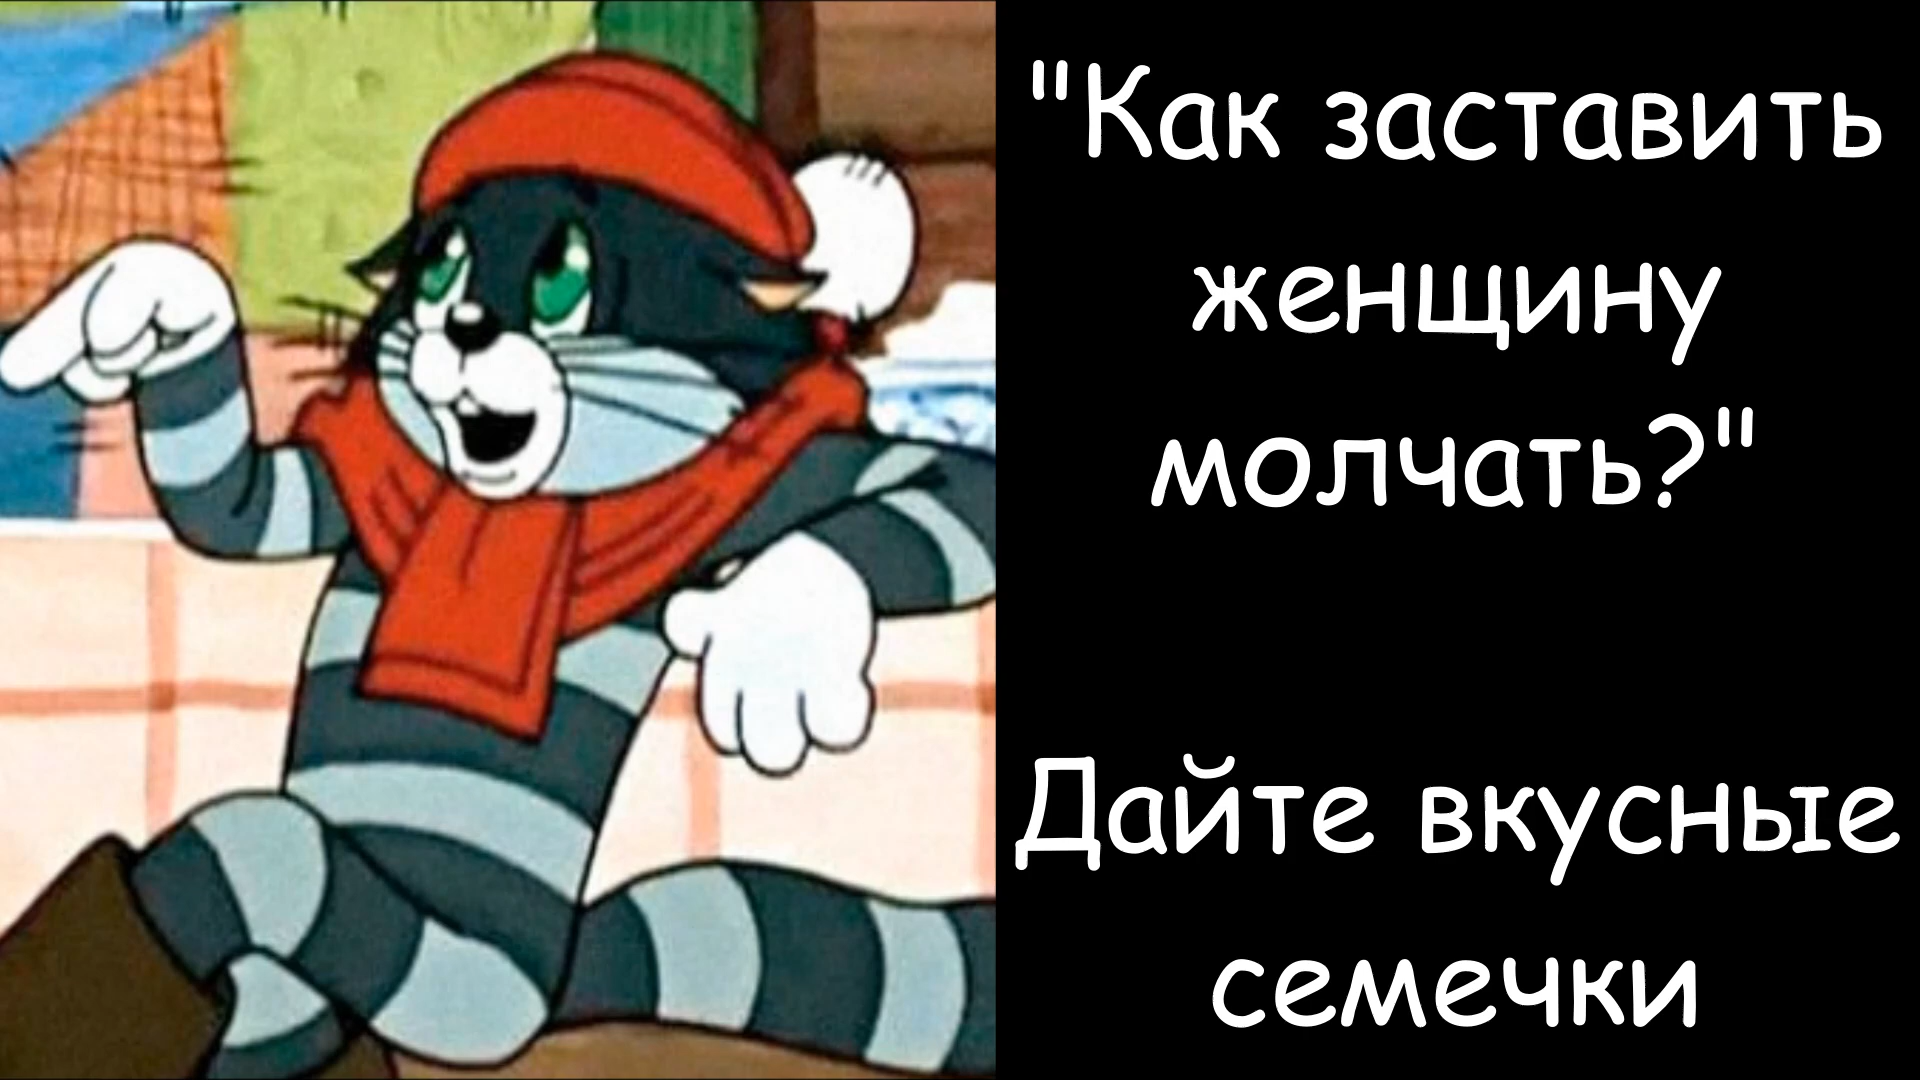 "Как заставить
женщину
молчать?"
Дайте вкусные
семечки